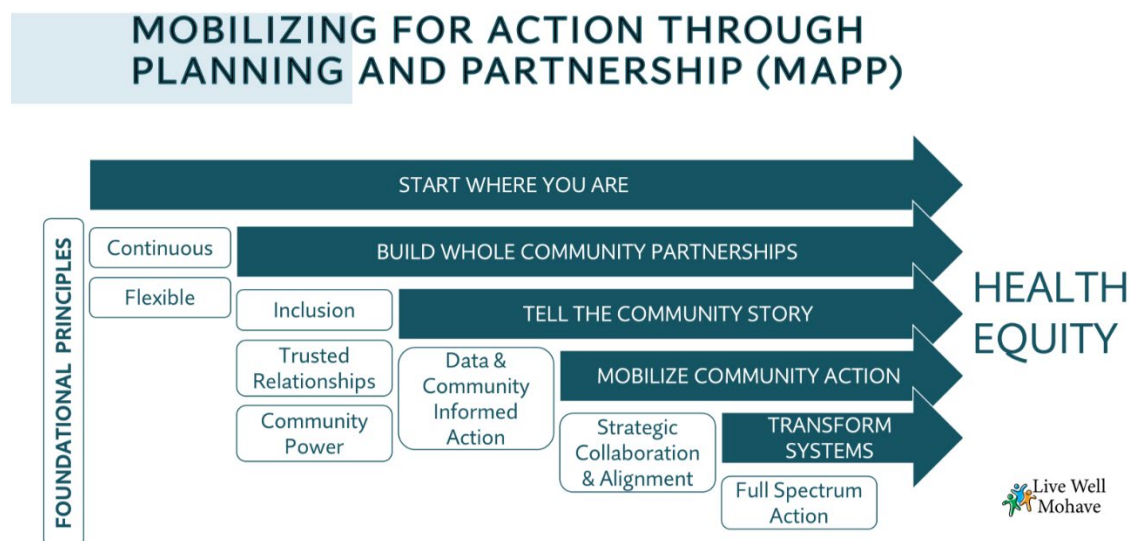 MOBILIZING FOR ACTION THROUGH
PLANNING AND PARTNERSHIP (MAPP)
START WHERE YOU ARE
FOUNDATIONAL PRINCIPLES
Continuous
Flexible
BUILD WHOLE COMMUNITY PARTNERSHIPS
Inclusion
Trusted
Relationships
Community
Power
TELL THE COMMUNITY STORY
Data &
Community
Informed
Action
MOBILIZE COMMUNITY ACTION
Strategic
Collaboration
& Alignment
TRANSFORM
SYSTEMS
Full Spectrum
Action
HEALTH
EQUITY
Live Well
Mohave